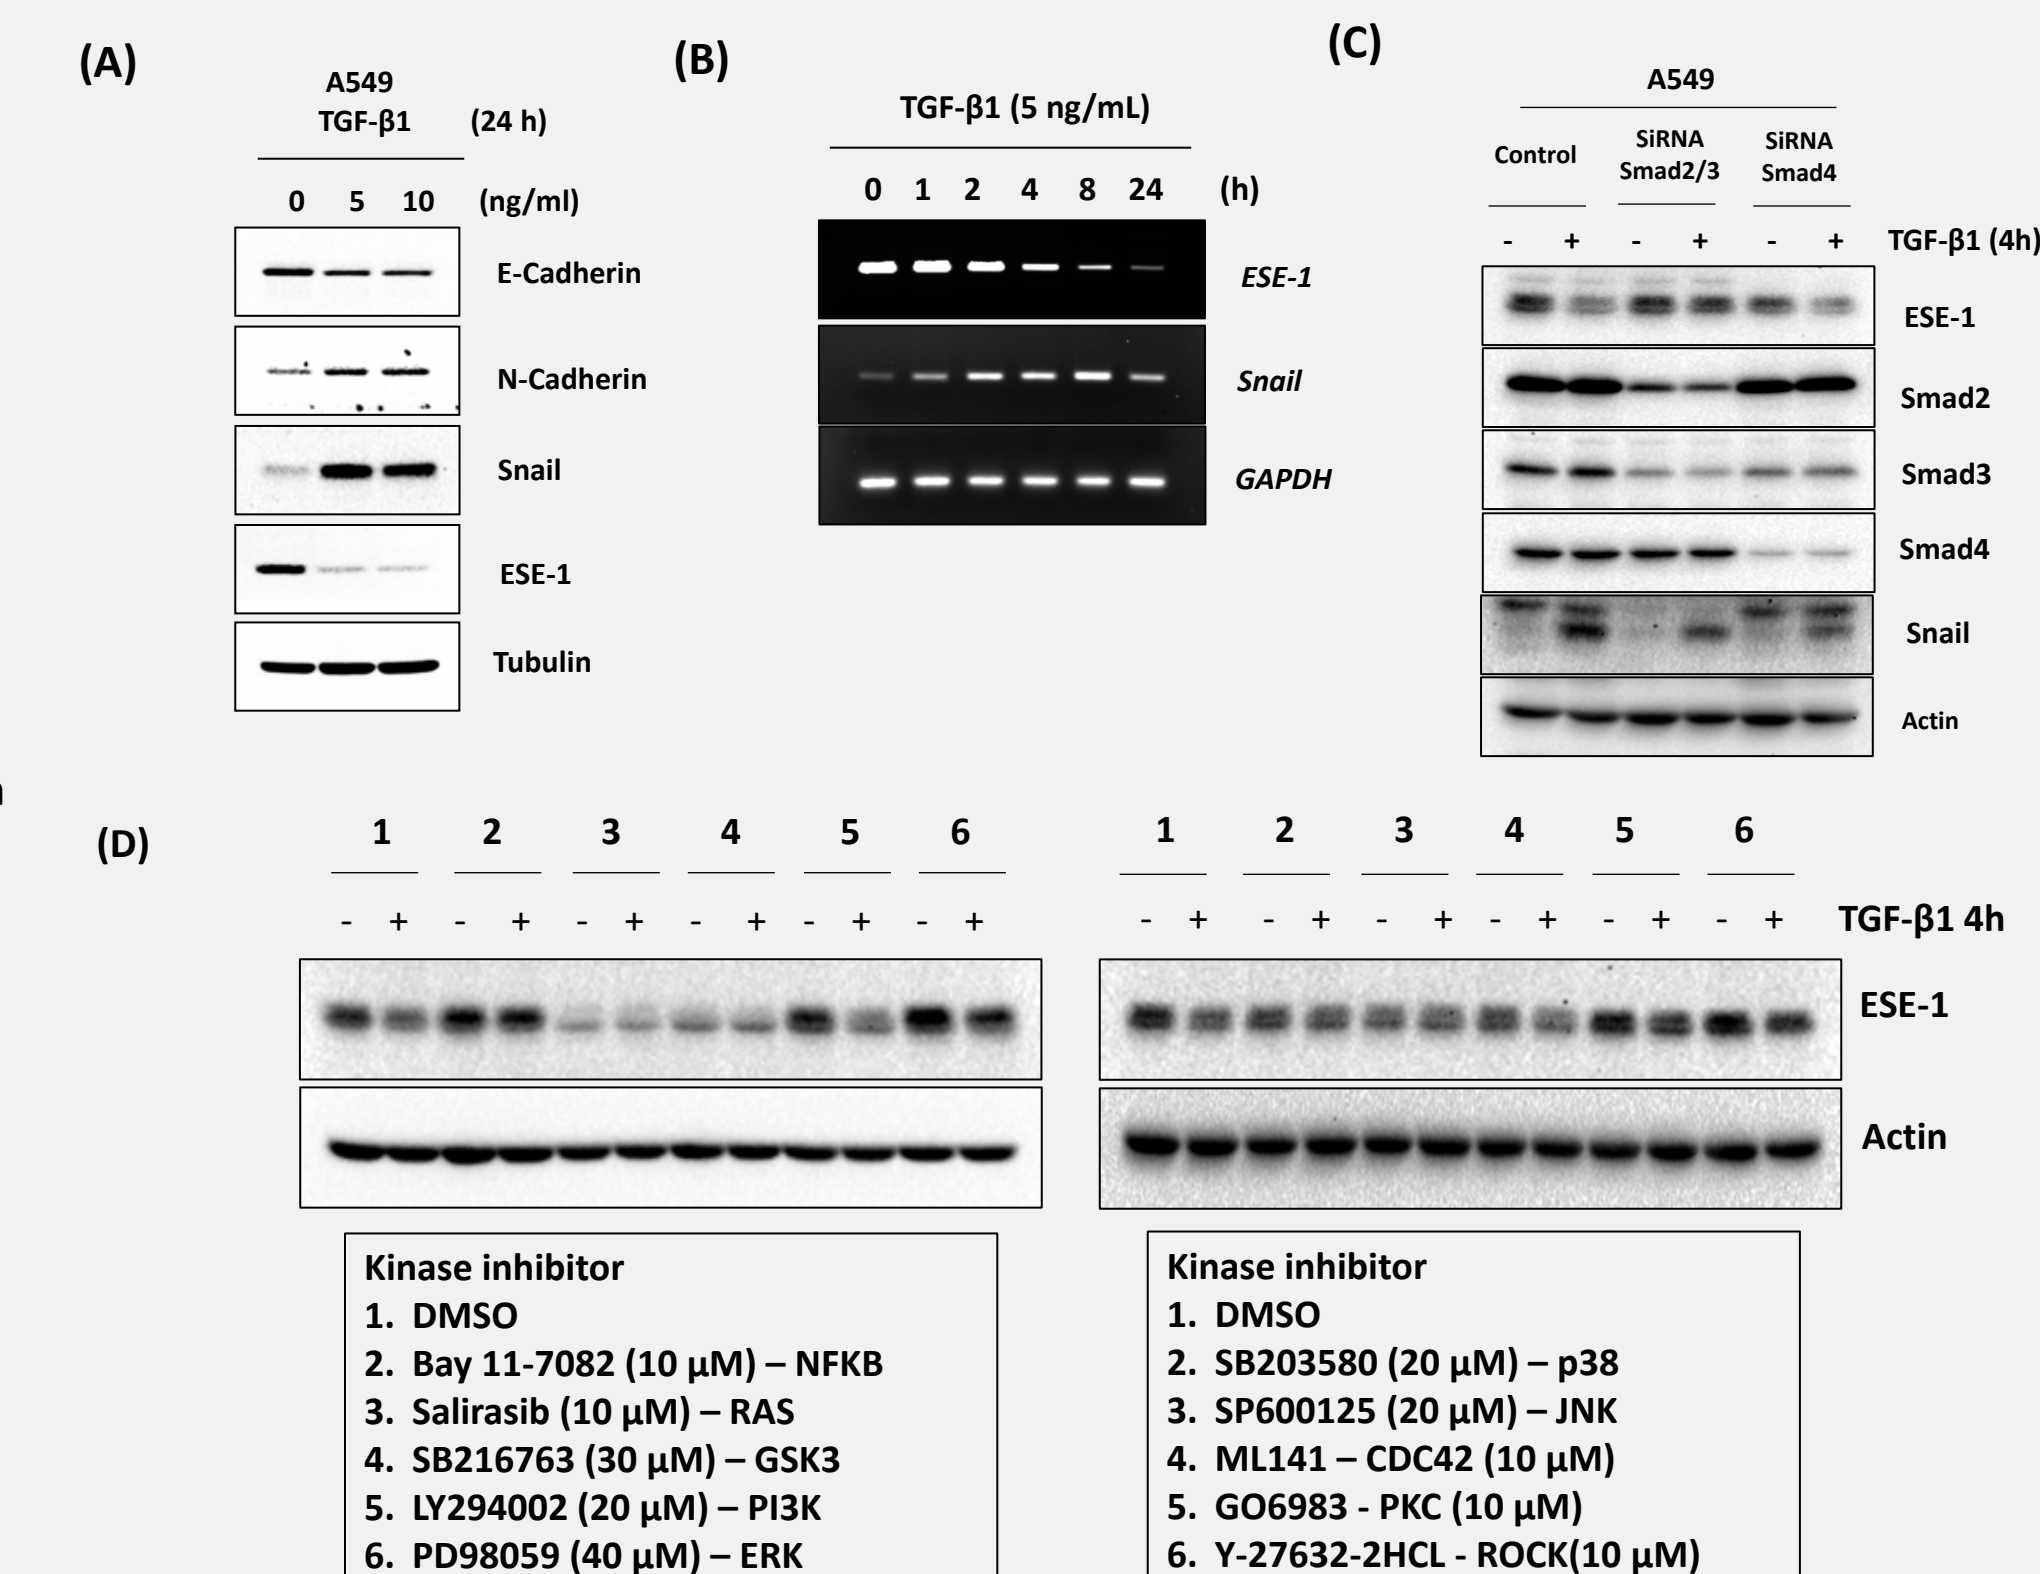 (A)
A549
TGF-β1 (24 h)
0 5 10 (ng/ml)
E-Cadherin
N-Cadherin
Snail
ESE-1
Tubulin
(B)
TGF-β1 (5 ng/mL)
0 1 2 4 8 24 (h)
ESE-1
Snail
GAPDH
(C)
A549
Control
SiRNA
Smad2/3
SiRNA
Smad4
- + - + - + TGF-β1 (4h)
ESE-1
Smad2
Smad3
Smad4
Snail
Actin
(D)
1 2 3 4 5 6
- + - + - + - + - + - +
1 2 3 4 5 6
- + - + - + - + - + - + TGF-β1 4h
ESE-1
Actin
Kinase inhibitor
1. DMSO
2. Bay 11-7082 (10 μM) – NFKB
3. Salirasib (10 μM) – RAS
4. SB216763 (30 μM) – GSK3
5. LY294002 (20 μM) – PI3K
6. PD98059 (40 μM) – ERK
Kinase inhibitor
1. DMSO
2. SB203580 (20 μM) – p38
3. SP600125 (20 μM) – JNK
4. ML141 – CDC42 (10 μM)
5. GO6983 - PKC (10 μM)
6. Y-27632-2HCL - ROCK(10 μM)